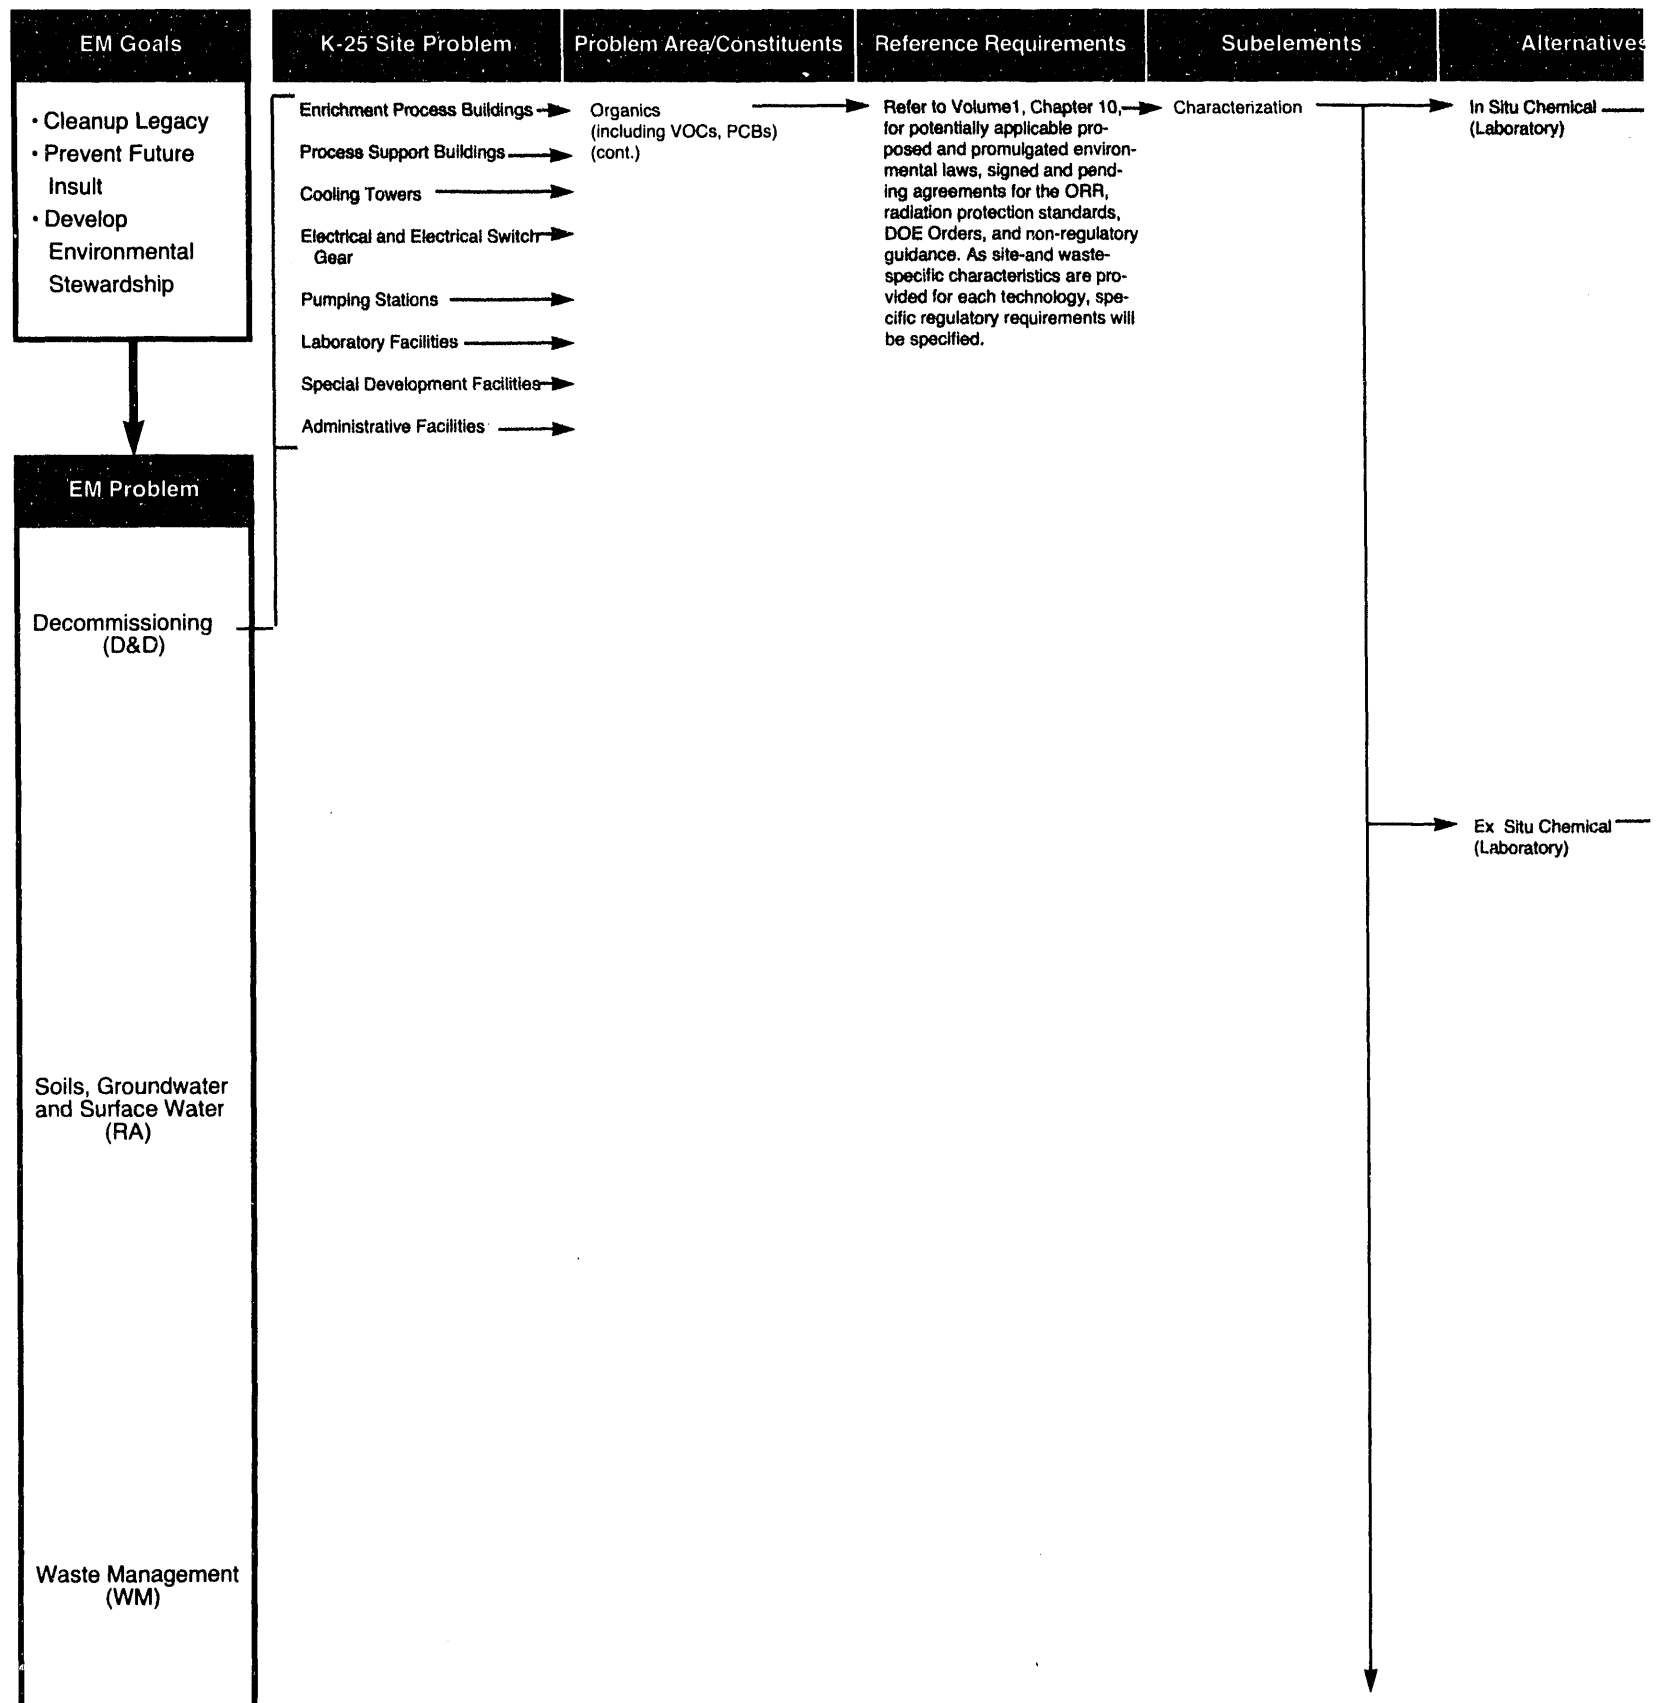 EM Goals
• Cleanup Legacy
• Prevent Future
Insult
• Develop
Environmental
Stewardship
EM Problem
Decommissioning
(D&D)
Soils, Groundwater
and Surface Water
(RA)
Waste Management
(WM)
K-25 Site Problem
Enrichment Process Buildings
Process Support Buildings
Cooling Towers
Electrical and Electrical Switch
Gear
Pumping Stations
Laboratory Facilities
Special Development Facilities
Administrative Facilities
Problem Area/Constituents
Organics
(including VOCs, PCBs)
(cont.)
Reference Requirements
Refer to Volume1, Chapter 10,
for potentially applicable pro-
posed and promulgated environ-
mental laws, signed and pend-
ing agreements for the ORR,
radiation protection standards,
DOE Orders, and non-regulatory
guidance. As site-and waste-
specific characteristics are pro-
vided for each technology, spe-
cific regulatory requirements will
be specified.
Subelements
Characterization
Alternatives
In Situ Chemical
(Laboratory)
Ex Situ Chemical
(Laboratory)